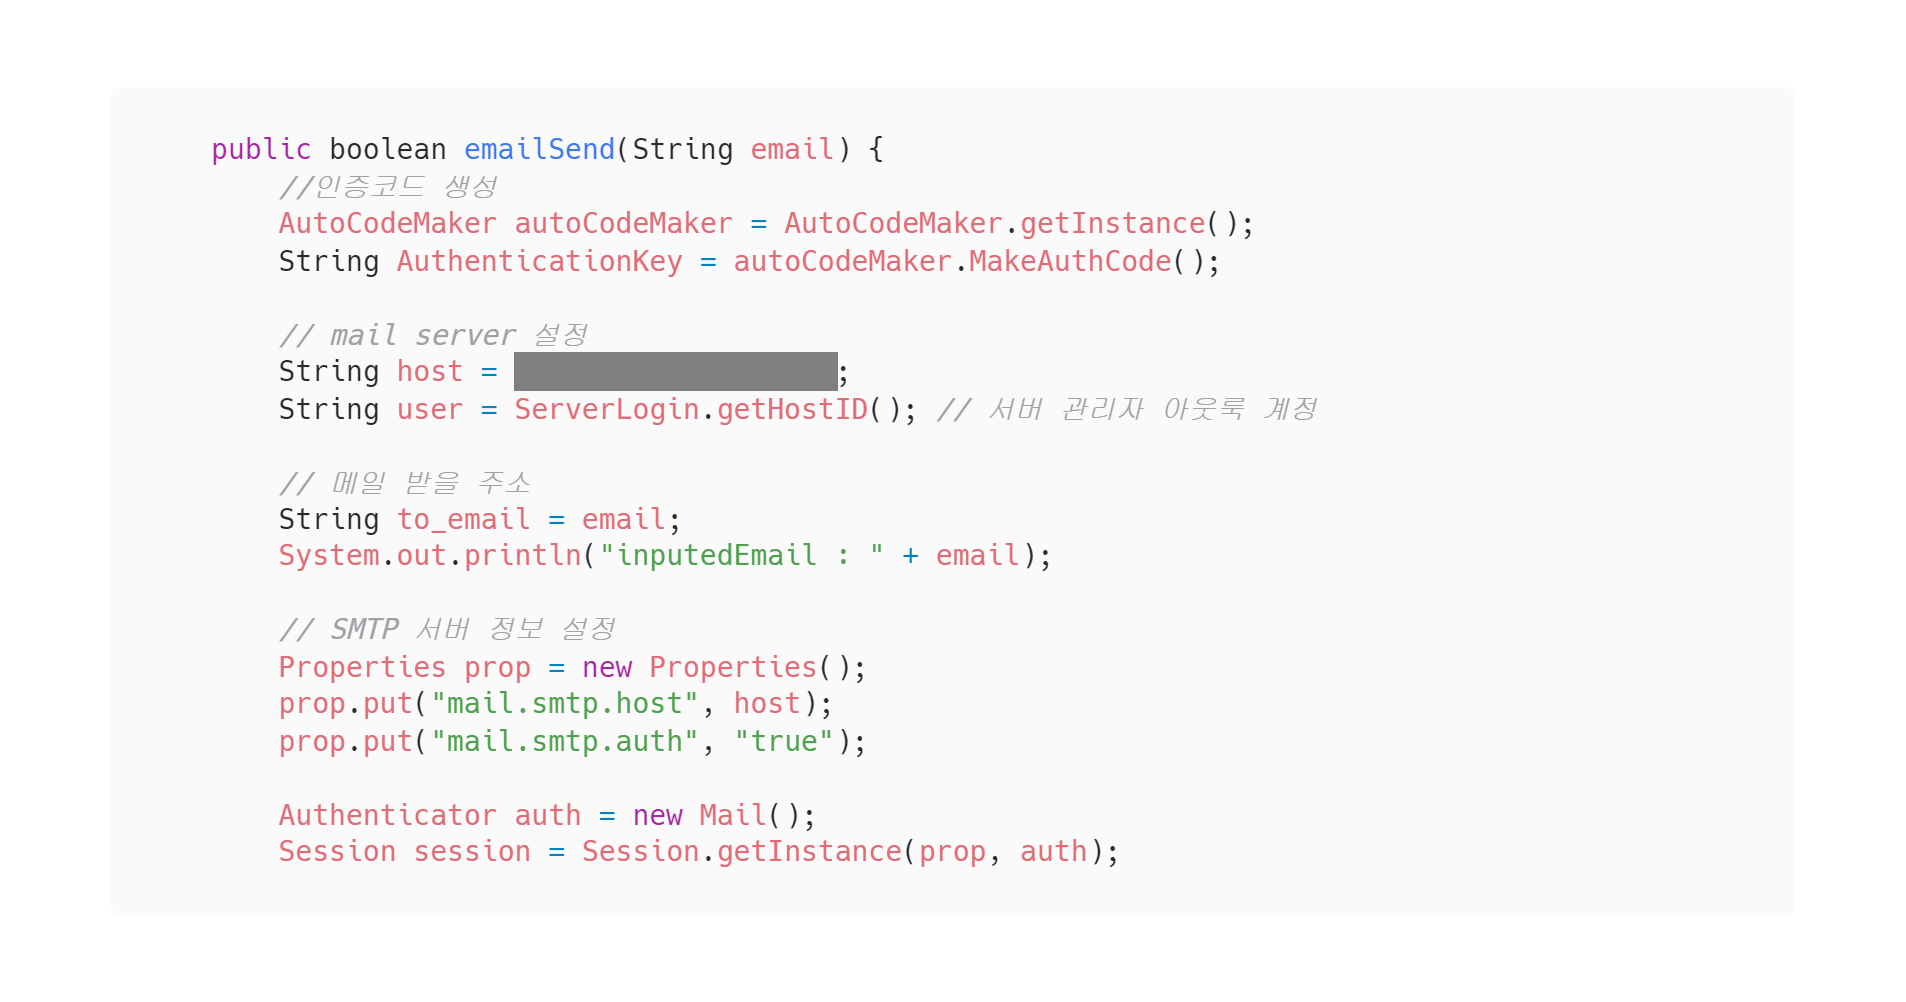 public boolean emailSend(String email) {
//인증코드 생성
AutoCodeMaker autoCodeMaker = AutoCodeMaker.getInstance();
String AuthenticationKey = autoCodeMaker.MakeAuthCode();
// mail server 설정
String host = ;
String user = ServerLogin.getHostID(); // 서버 관리자 아웃룩 계정
// 메일 받을 주소
String to_email = email;
System.out.println("inputedEmail : " + email);
// SMTP 서버 정보 설정
Properties prop = new Properties();
prop.put("mail.smtp.host", host);
prop.put("mail.smtp.auth", "true");
Authenticator auth = new Mail();
Session session = Session.getInstance(prop, auth);